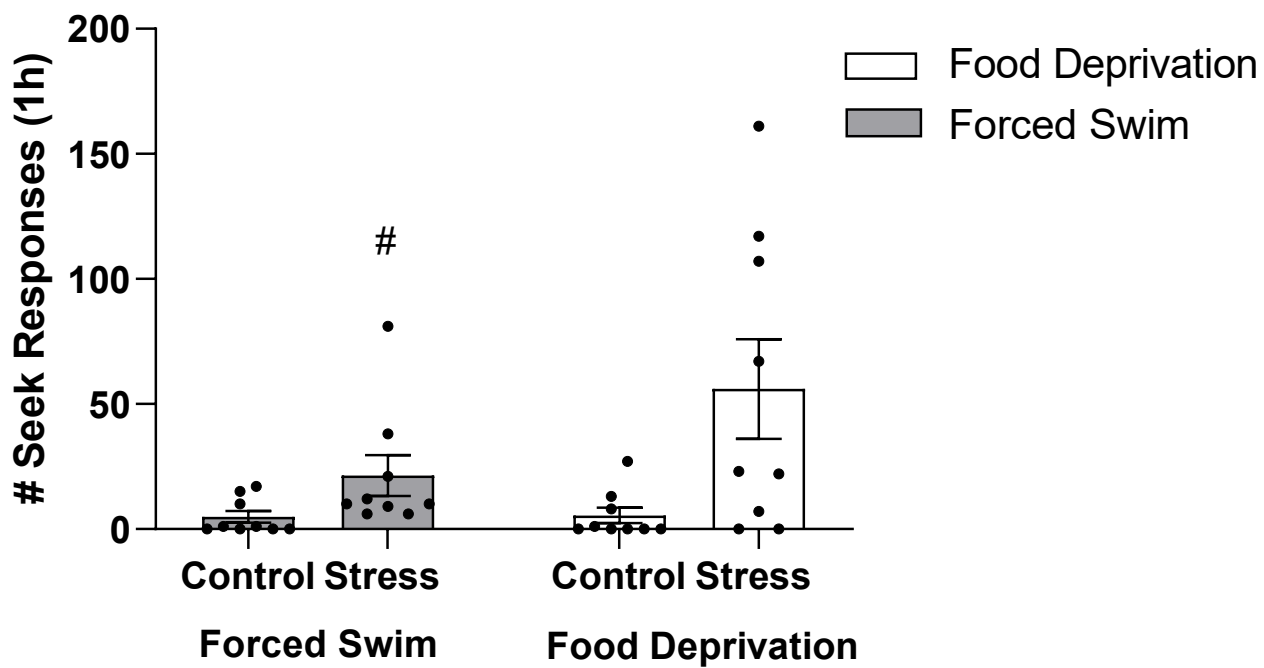 # Seek Responses (1h)
200
150
100
50
0
#
Food Deprivation
Forced Swim
Control Stress Control Stress
Forced Swim Food Deprivation